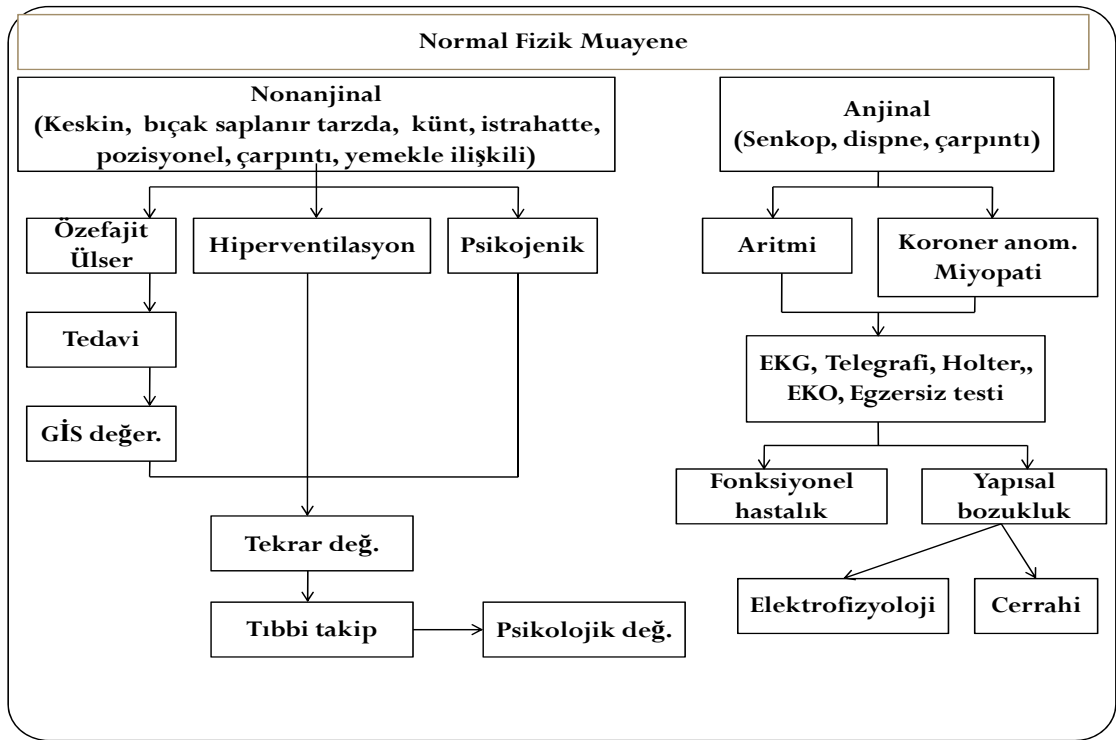 Normal Fizik Muayene
Nonanjinal
(Keskin, bıçak saplanır tarzda, künt, istrahatte,
pozisyonel, çarpıntı, yemekle ilişkili)
Anjinal
(Senkop, dispne, çarpıntı)
Özefajit
Ülser
Hiperventilasyon
Psikojenik
Aritmi
Koroner anom.
Miyopati
Tedavi
EKG, Telegrafi, Holter,,
EKO, Egzersiz testi
GİS değer.
Fonksiyonel
hastalık
Yapısal
bozukluk
Tekrar değ.
Elektrofizyoloji
Cerrahi
Tıbbi takip
Psikolojik değ.